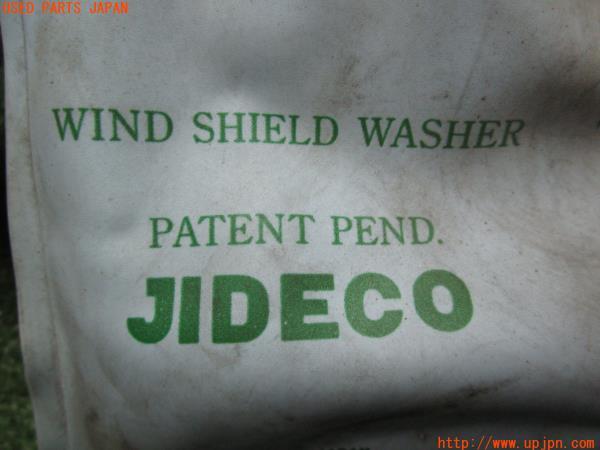 USED PARTS JAPAN
WIND SHIELD WASHER
PATENT PEND.
JIDECO
http://www.upjpn.com/